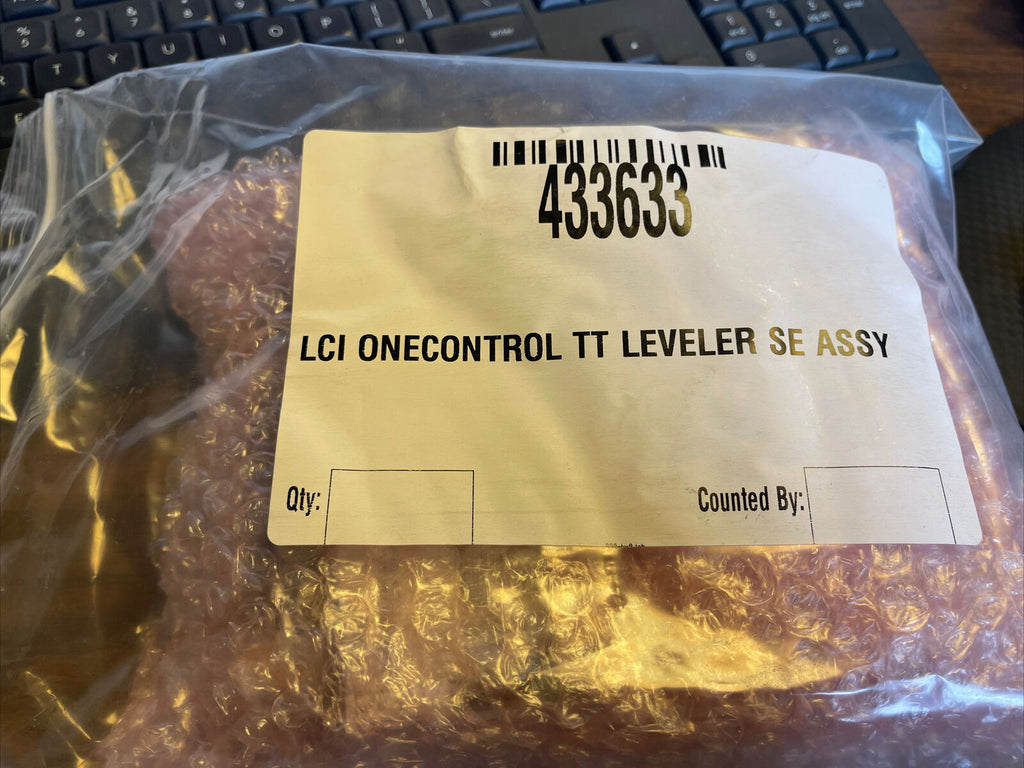 433633
LCI ONECONTROL TT LEVELER SE ASSY
Qty:
Counted By: